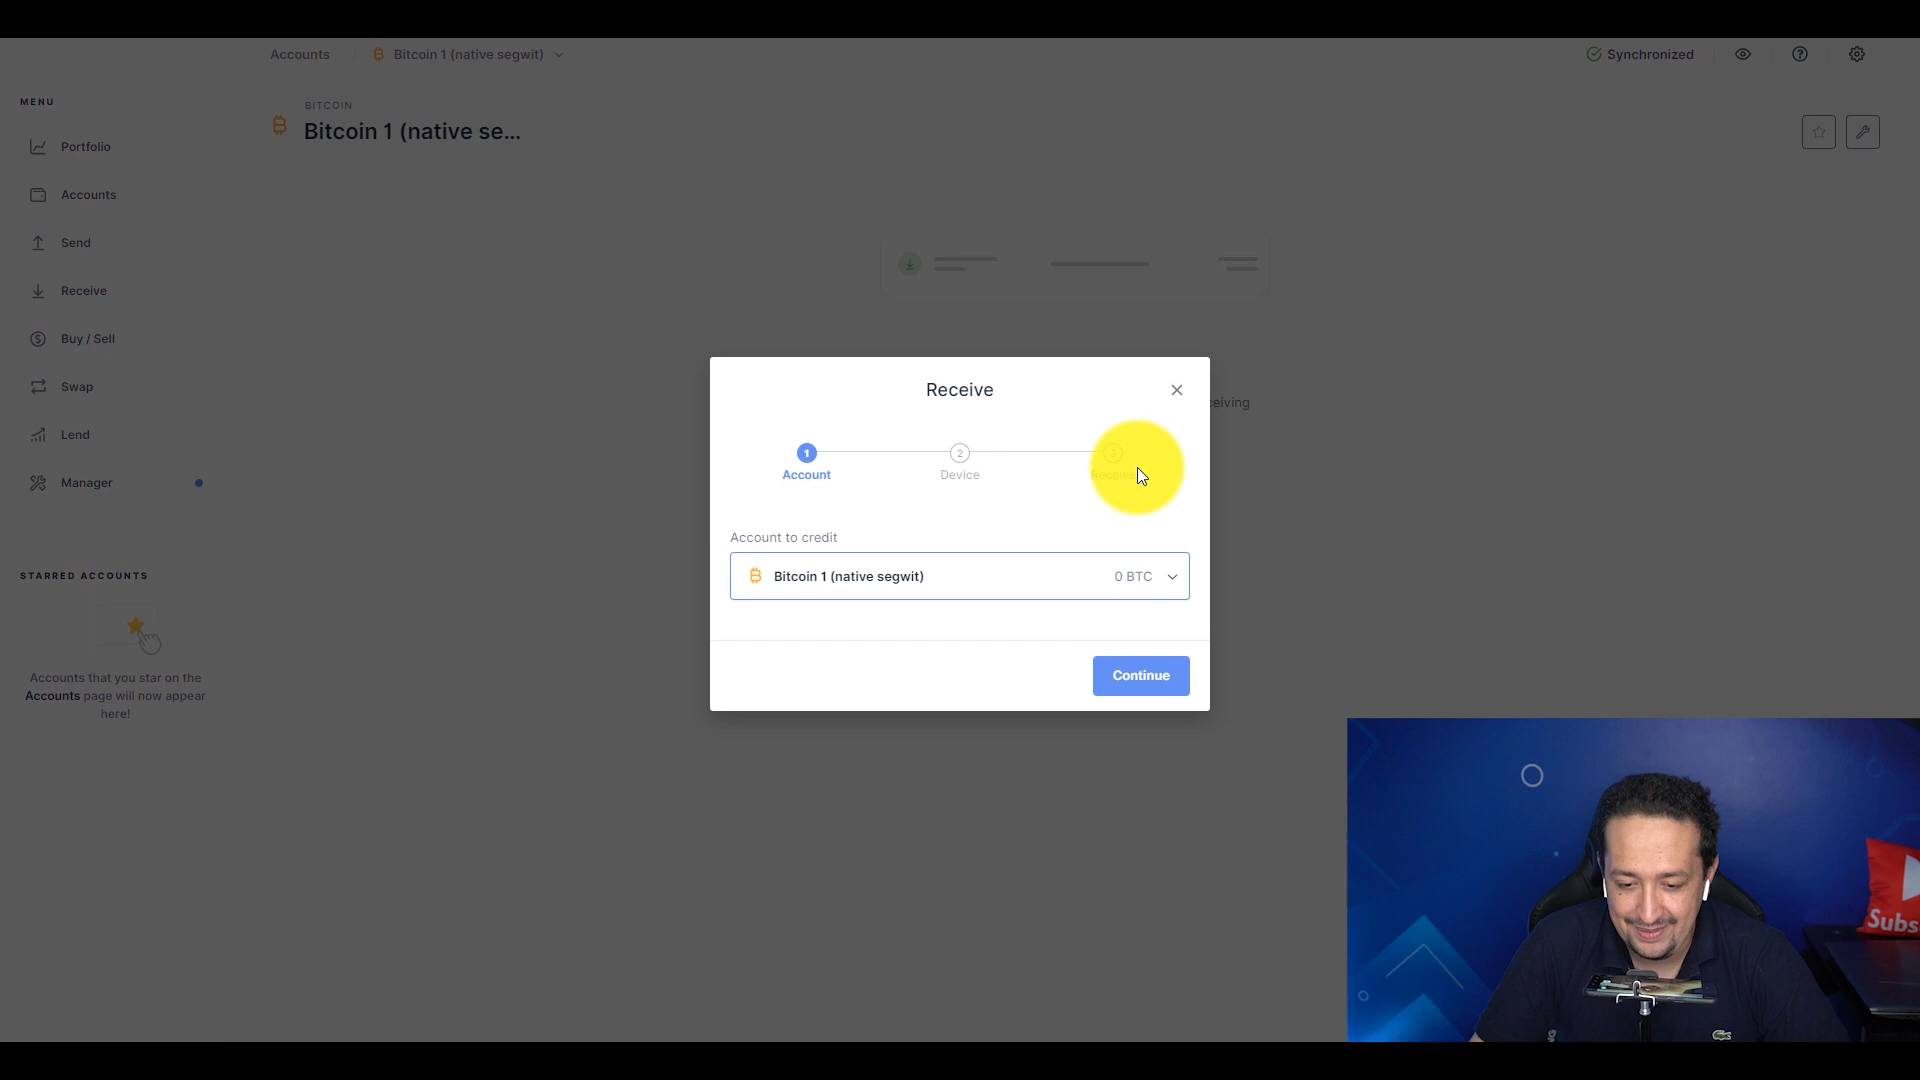 Accounts
Bitcoin 1 (native segwit)
Synchronized
MENU
BITCOIN
Bitcoin 1 (native se...
Portfolio
Accounts
Send
Receive
Buy / Sell
Swap
Lend
Manager
STARRED ACCOUNTS
Accounts that you star on the
Accounts page will now appear
here!
Receive
1
2
3
Account
Device
Receive
ceiving
Account to credit
Bitcoin 1 (native segwit)
0 BTC
Continue
Subs